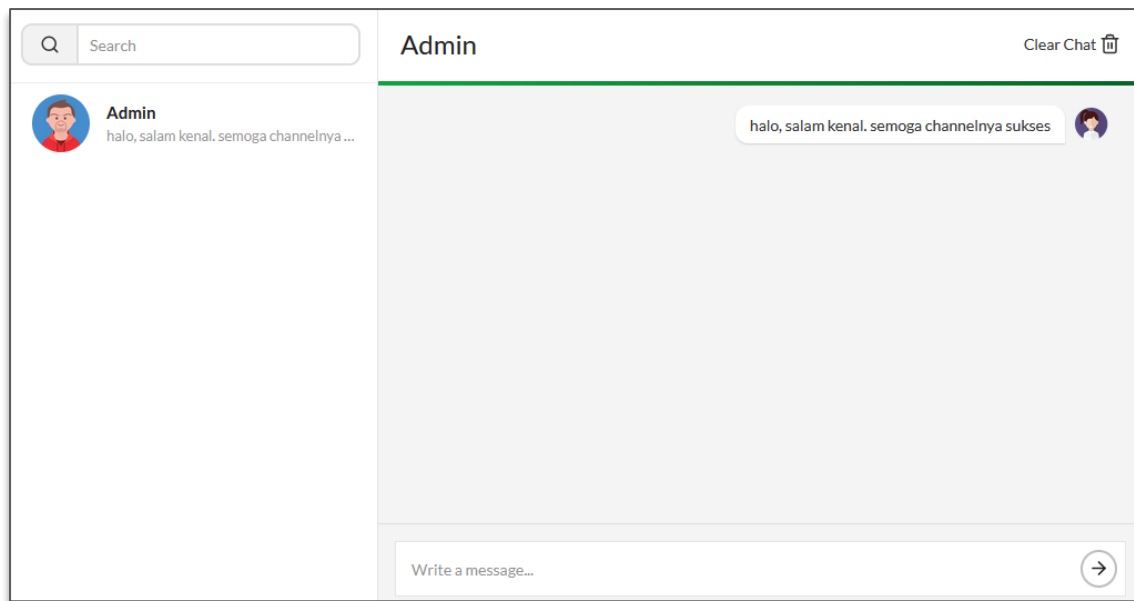 Search
Admin
halo, salam kenal. semoga channelnya ...
Admin
Clear Chat
halo, salam kenal. semoga channelnya sukses
Write a message...